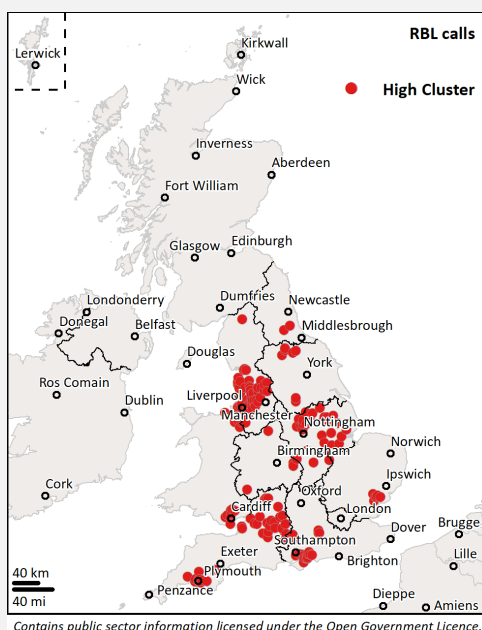 RBL calls
High Cluster
Kirkwall
Lerwick
Wick
Inverness
Aberdeen
Fort William
Edinburgh
Glasgow
Dumfries
Londonderry
Newcastle
Donegal
Belfast
Middlesbrough
Douglas
York
Ros Comain
Liverpool
Dublin
Manchester
Nottingham
Norwich
Birmingham
Ipswich
Cork
Oxford
Cardiff
London
Brugge
Dover
Southampton
Lille
Exeter
Brighton
Plymouth
40 km
Penzance
Dieppe
40 mi
Amiens
Contains public sector information licensed under the Open Government Licence.